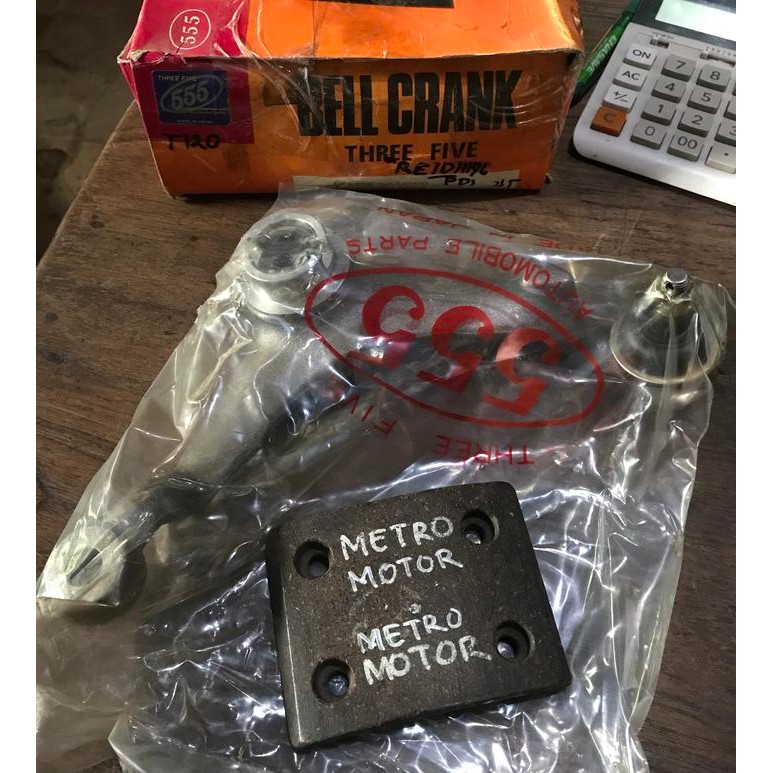 555
THREE FIVE
555
T120
BELL CRANK
THREE FIVE
ON
7
8
AC
4
5
+/-
1
2
C
0
00
.
JAPAN
AUTOMOBILE PARTS
555
THREE FIVE
METRO
MOTOR
METRO
MOTOR